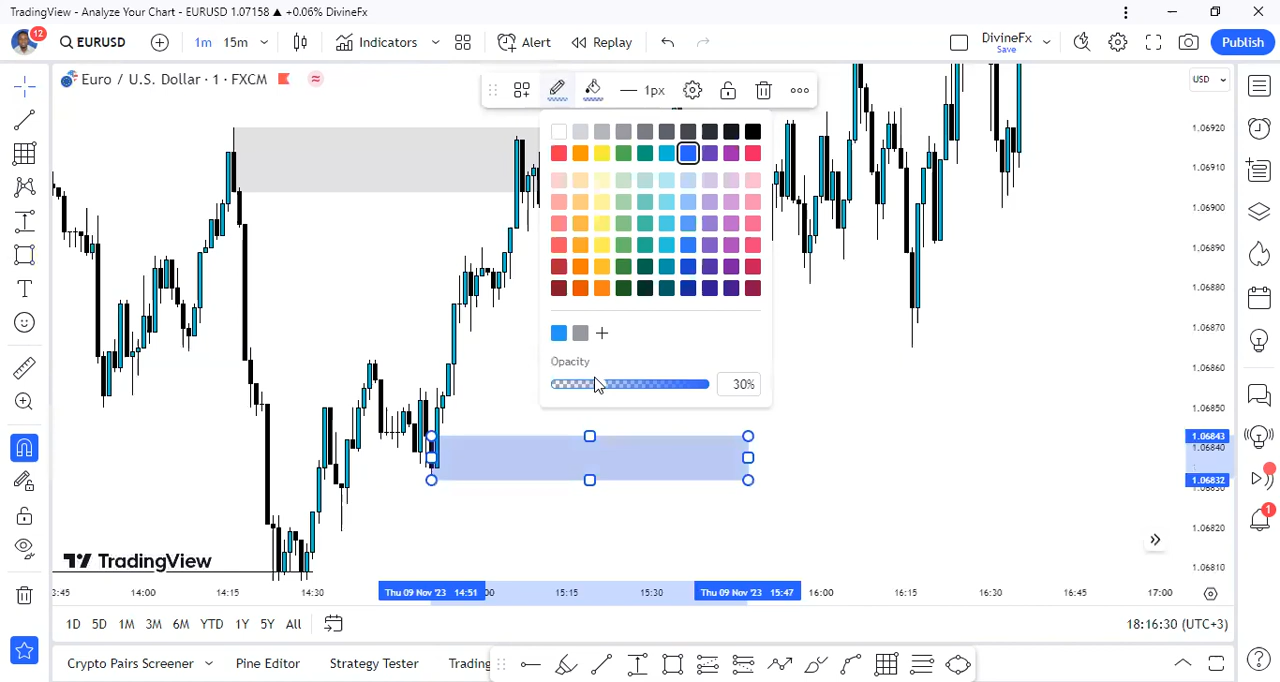 TradingView - Analyze Your Chart - EURUSD 1.07158 ▲ +0.06% DivineFx
12
EURUSD
1m
15m
Indicators
Alert
Replay
DivineFx
Save
Publish
Euro / U.S. Dollar · 1 · FXCM
1px
USD
1.06920
1.06910
1.06900
1.06890
1.06880
1.06870
1.06860
1.06850
1.06843
1.06840
1.06832
1.06820
1.06810
Opacity
30%
TradingView
14:00
14:15
14:30
Thu 09 Nov '23 14:51
15:15
15:30
Thu 09 Nov '23 15:47
16:00
16:15
16:30
16:45
17:00
1D
5D
1M
3M
6M
YTD
1Y
5Y
All
18:16:30 (UTC+3)
Crypto Pairs Screener
Pine Editor
Strategy Tester
Trading
1
T